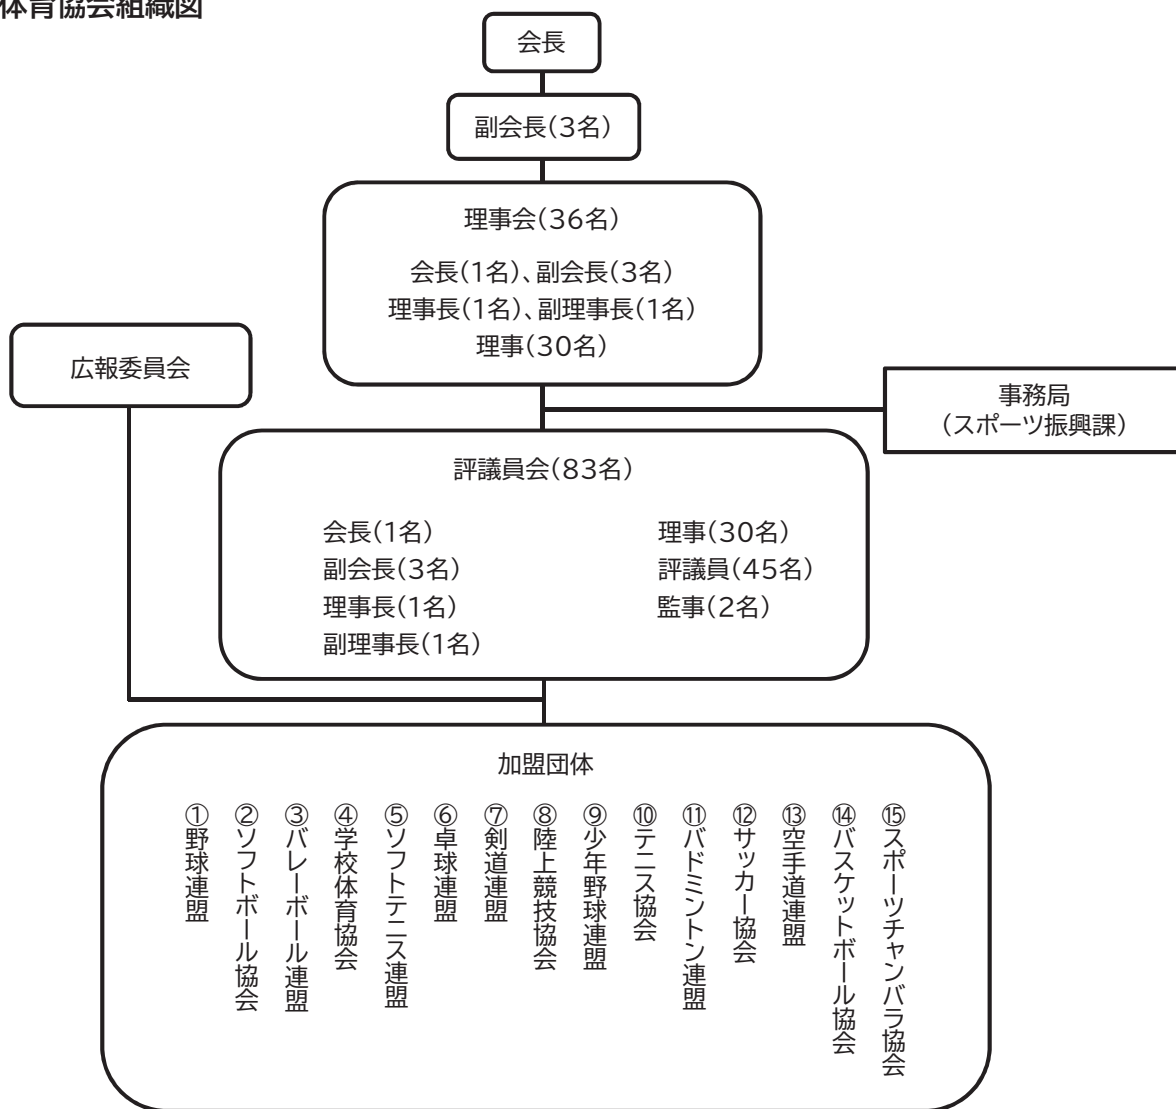 体育協会組織図
会長
副会長(3名)
理事会(36名)
会長(1名)、副会長(3名)
理事長(1名)、副理事長(1名)
理事(30名)
広報委員会
事務局
(スポーツ振興課)
評議員会(83名)
会長(1名)
副会長(3名)
理事長(1名)
副理事長(1名)
理事(30名)
評議員(45名)
監事(2名)
加盟団体
①野球連盟
②ソフトボール協会
③バレーボール連盟
④学校体育協会
⑤ソフトテニス連盟
⑥卓球連盟
⑦剣道連盟
⑧陸上競技協会
⑨少年野球連盟
⑩テニス協会
⑪バドミントン連盟
⑫サッカー協会
⑬空手道連盟
⑭バスケットボール協会
⑮スポーツチャンバラ協会